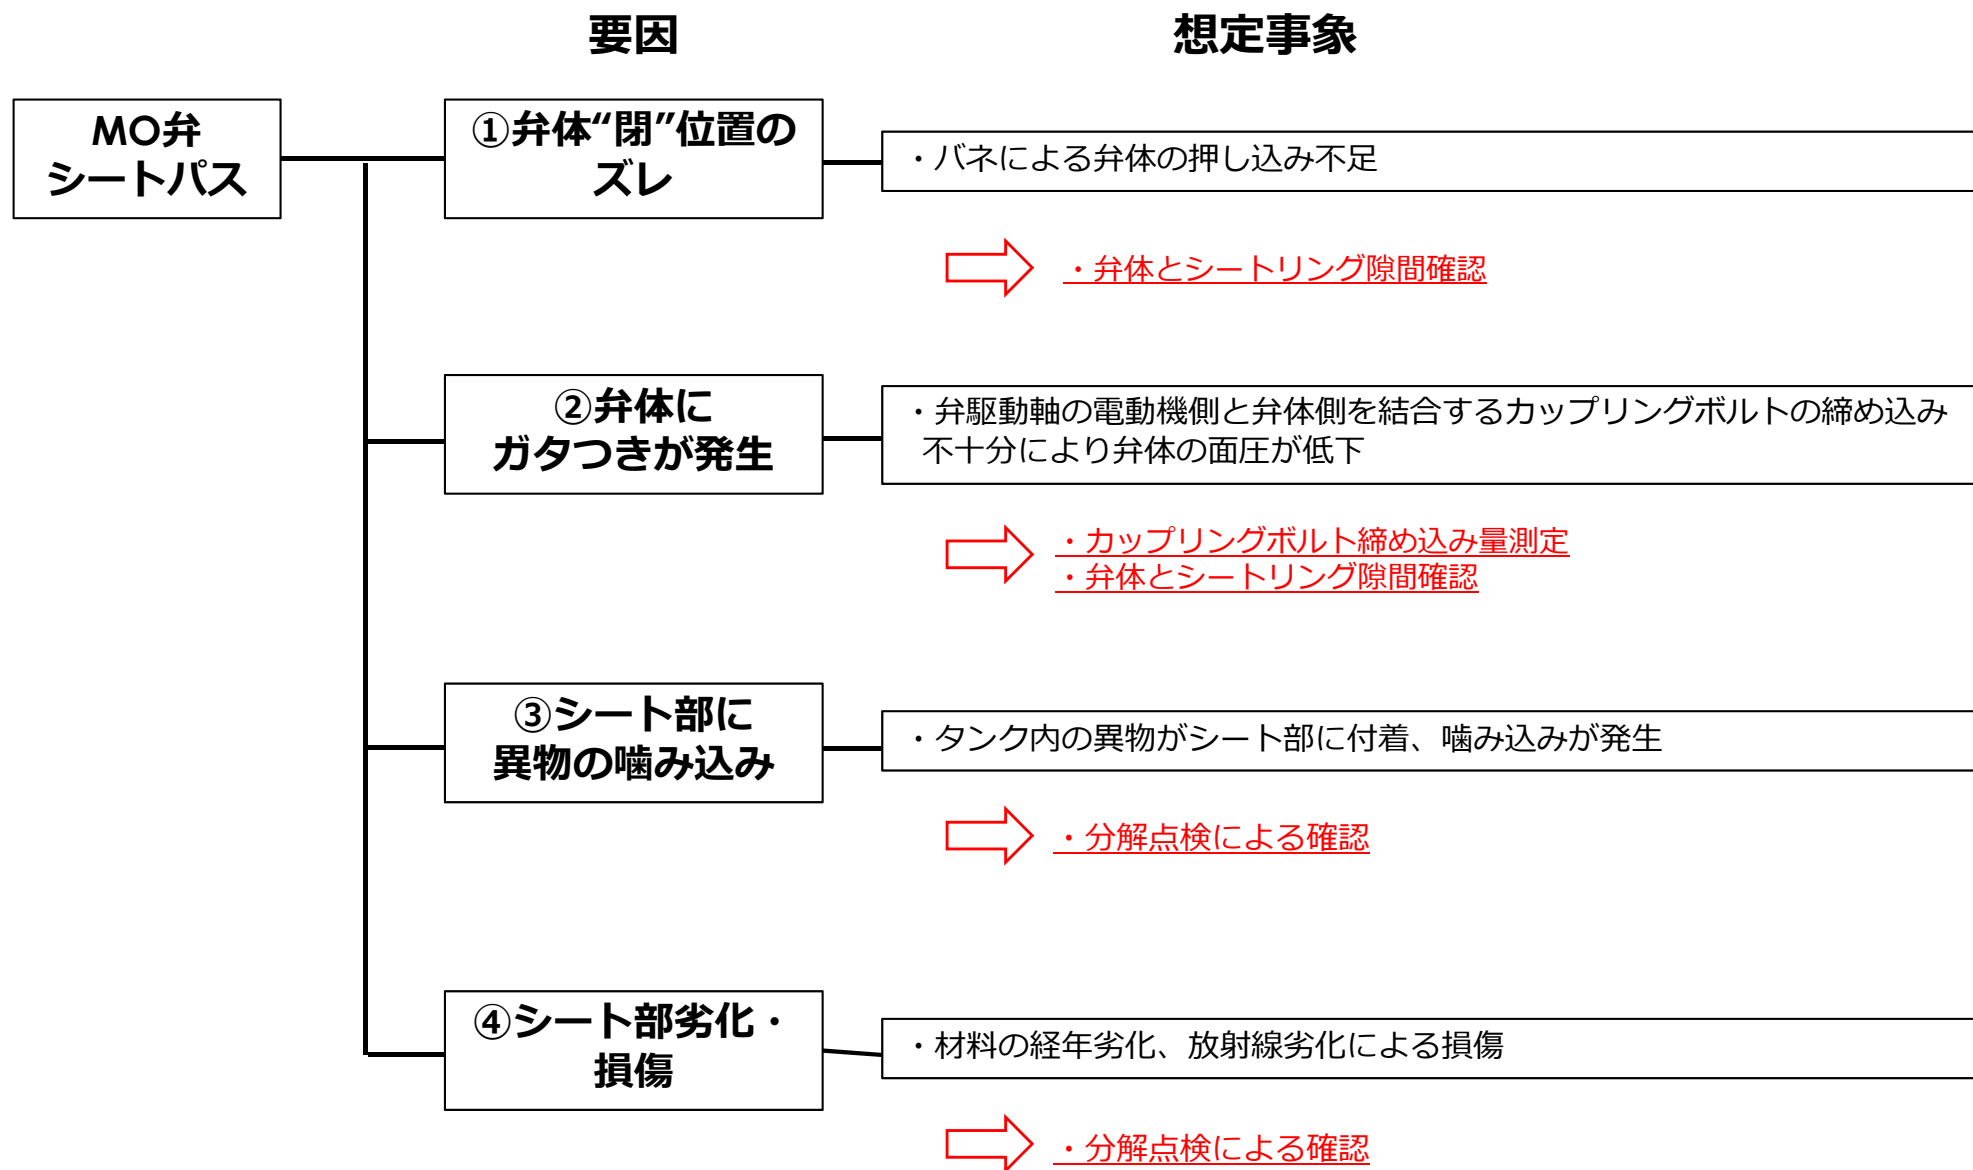 要因
想定事象
MO弁
シートパス
①弁体“閉”位置の
ズレ
・バネによる弁体の押し込み不足
・弁体とシートリング隙間確認
②弁体に
ガタつきが発生
・弁駆動軸の電動機側と弁体側を結合するカップリングボルトの締め込み
不十分により弁体の面圧が低下
・カップリングボルト締め込み量測定
・弁体とシートリング隙間確認
③シート部に
異物の噛み込み
・タンク内の異物がシート部に付着、噛み込みが発生
・分解点検による確認
④シート部劣化・
損傷
・材料の経年劣化、放射線劣化による損傷
・分解点検による確認